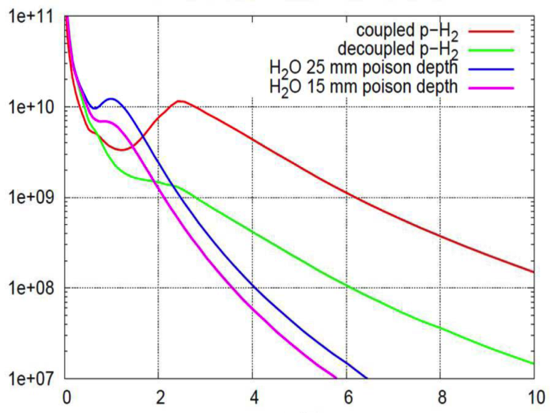 1e+11
coupled p−H₂
decoupled p−H₂
H₂O 25 mm poison depth
H₂O 15 mm poison depth
1e+10
1e+09
1e+08
1e+07
0 2 4 6 8 10